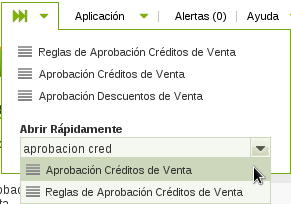 Aplicación Alertas (0) Ayuda
Reglas de Aprobación Créditos de Venta
Aprobación Créditos de Venta
Aprobación Descuentos de Venta
Abrir Rápidamente
aprobacion cred
Aprobación Créditos de Venta
Reglas de Aprobación Créditos de Venta